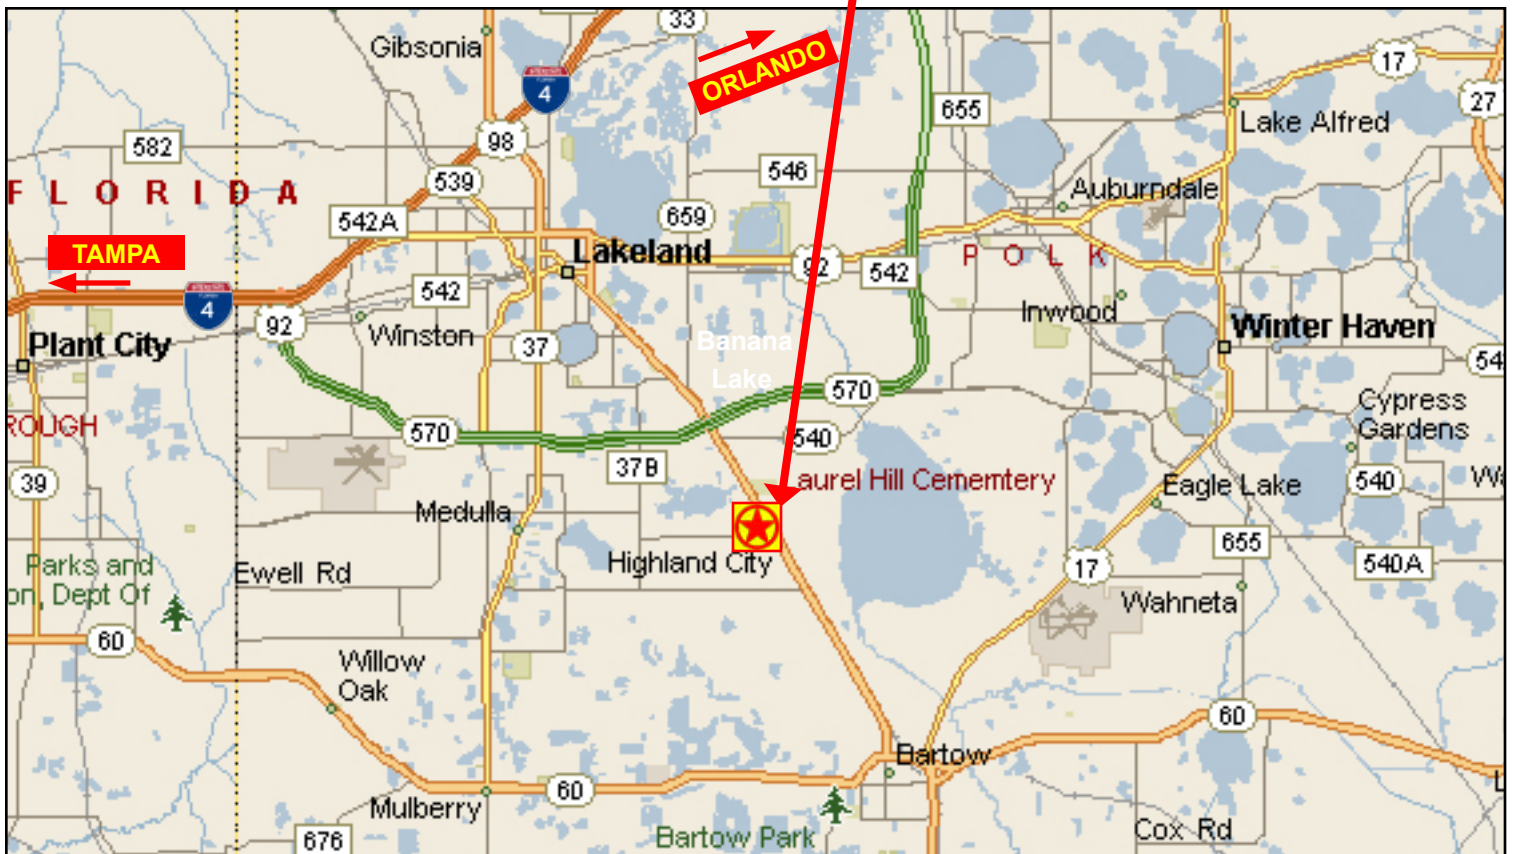 33
Gibsonia
ORLANDO
17
4
27
655
Lake Alfred
98
582
546
539
Auburndale
FLORIDA
542A
659
TAMPA
Lakeland
POLK
92
542
542
4
Inwood
92
Winston
37
Banana
Lake
Winter Haven
Plant City
54
570
Cypress
Gardens
ROUGH
570
540
37B
39
aurel Hill Cememtery
Eagle Lake
540
W
Medulla
655
Highland City
540A
Parks and
on, Dept Of
Ewell Rd
17
Wahneta
60
Willow
Oak
60
Bartow
60
Mulberry
676
Bartow Park
Cox Rd
L